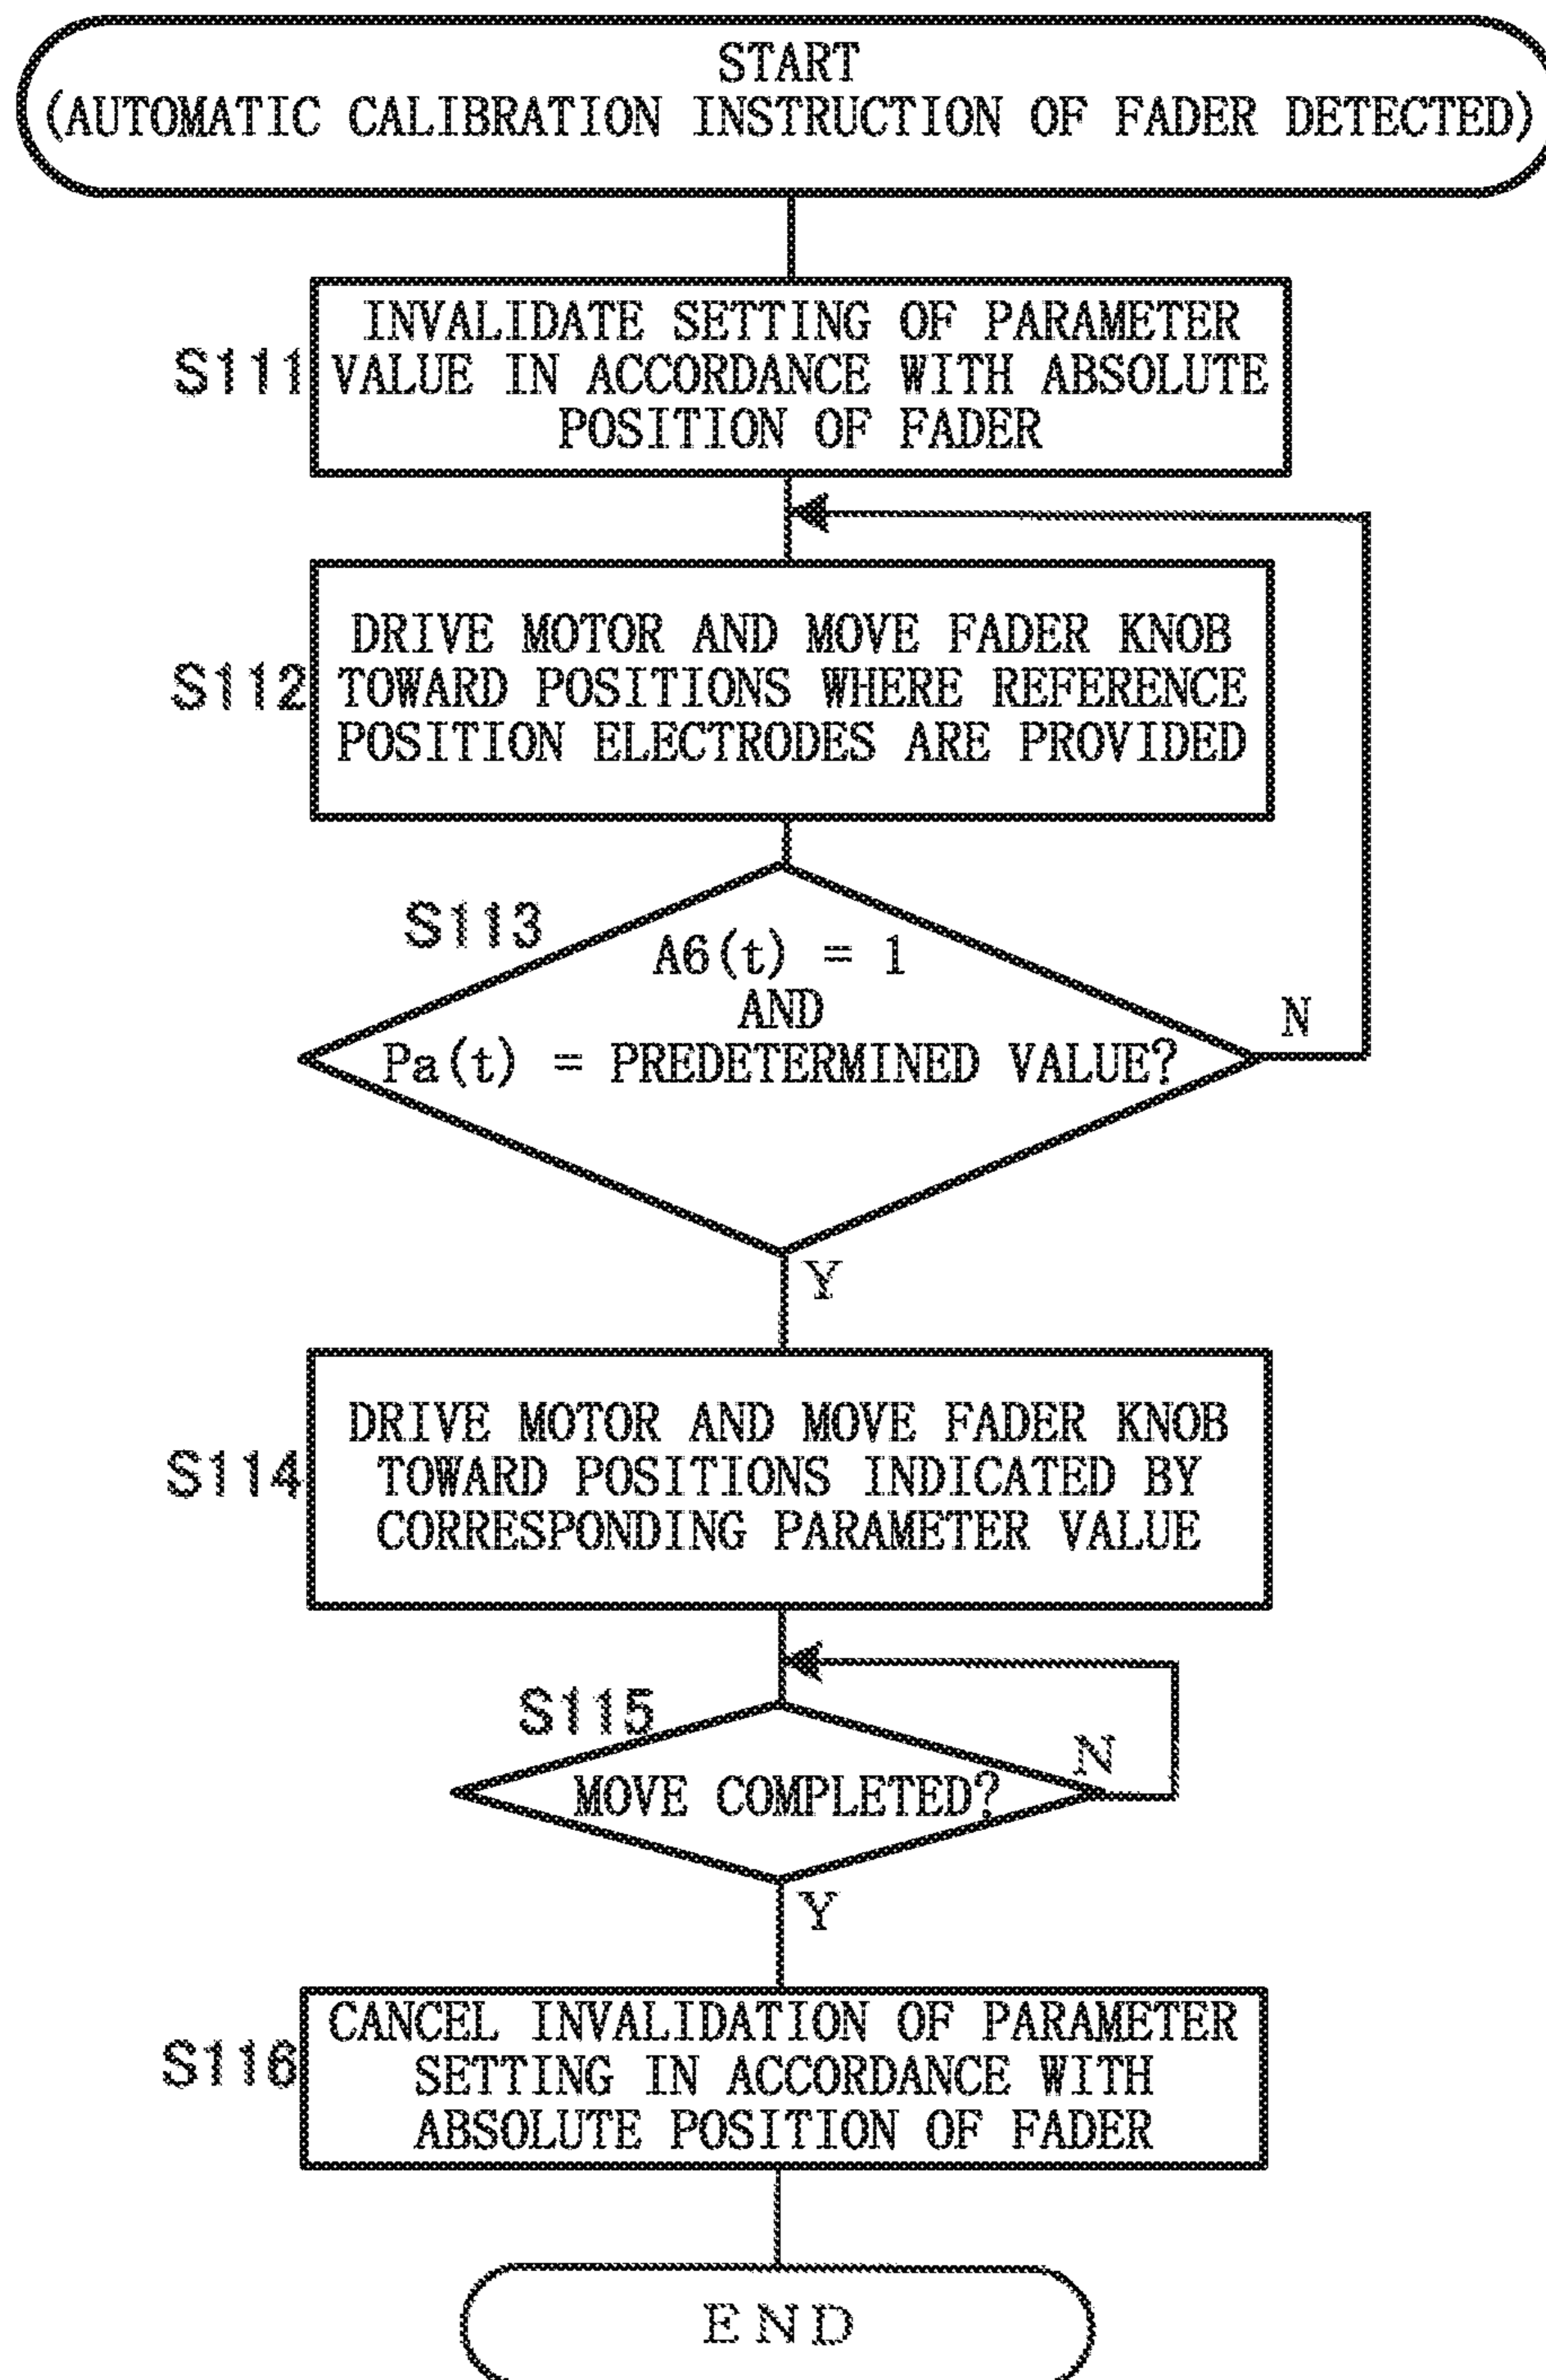 START
(AUTOMATIC CALIBRATION INSTRUCTION OF FADER DETECTED)
S111
INVALIDATE SETTING OF PARAMETER
VALUE IN ACCORDANCE WITH ABSOLUTE
POSITION OF FADER
S112
DRIVE MOTOR AND MOVE FADER KNOB
TOWARD POSITIONS WHERE REFERENCE
POSITION ELECTRODES ARE PROVIDED
S113
A6(t) = 1
AND
Pa(t) = PREDETERMINED VALUE?
N
Y
S114
DRIVE MOTOR AND MOVE FADER KNOB
TOWARD POSITIONS INDICATED BY
CORRESPONDING PARAMETER VALUE
S115
MOVE COMPLETED?
N
Y
S116
CANCEL INVALIDATION OF PARAMETER
SETTING IN ACCORDANCE WITH
ABSOLUTE POSITION OF FADER
END